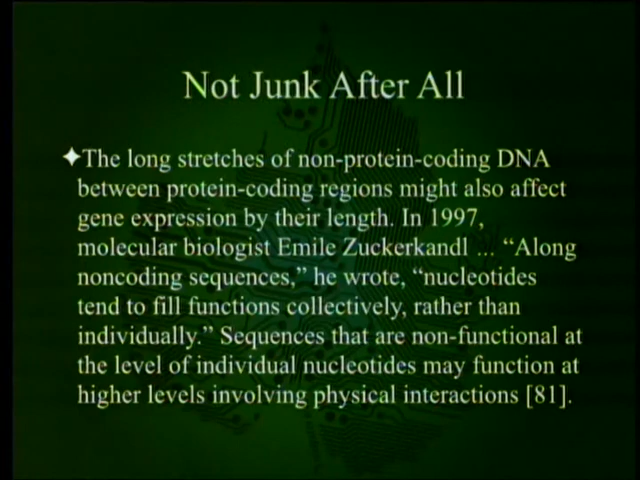 Not Junk After All
✦The long stretches of non-protein-coding DNA
between protein-coding regions might also affect
gene expression by their length. In 1997,
molecular biologist Emile Zuckerkandl ... “Along
noncoding sequences,” he wrote, “nucleotides
tend to fill functions collectively, rather than
individually.” Sequences that are non-functional at
the level of individual nucleotides may function at
higher levels involving physical interactions [81].